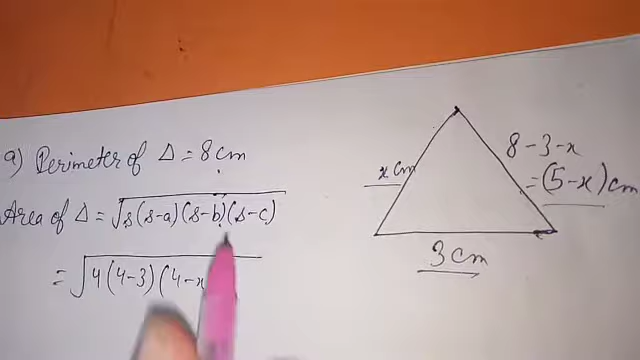 a) Perimeter of Δ = 8 cm
Area of Δ = √s(s-a)(s-b)(s-c)
= √4(4-3)(4-x
x cm
8-3-x
=(5-x)cm
3 cm